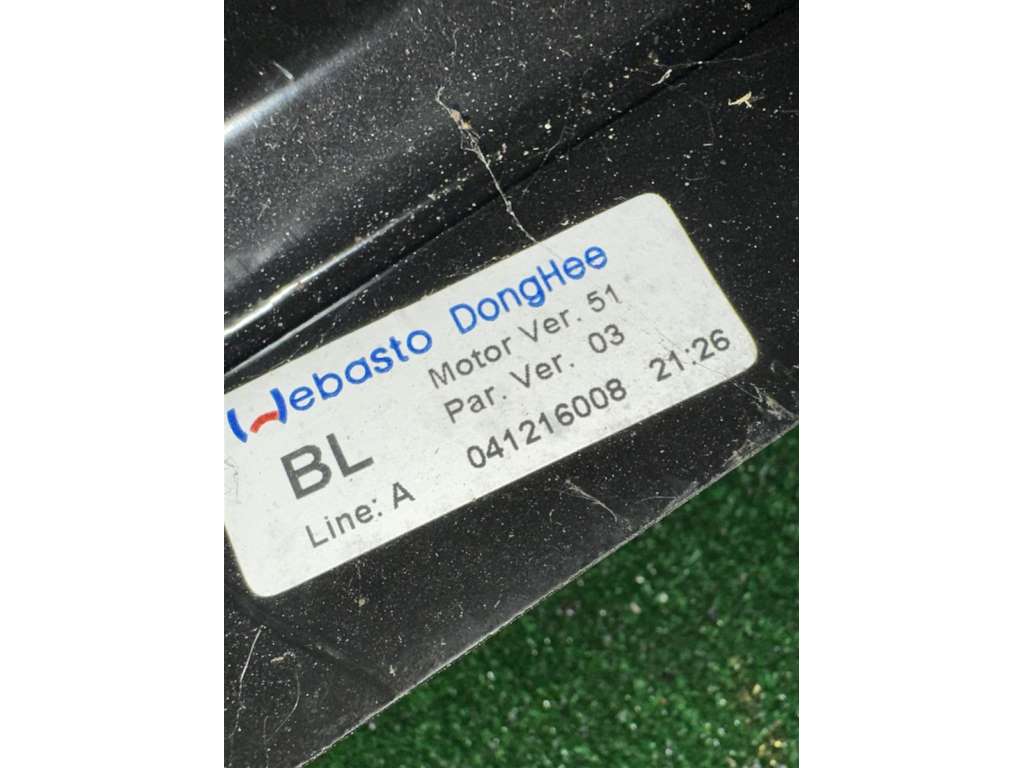 Webasto DongHee
BL
Motor Ver. 51
Par. Ver. 03
Line: A
041216008 21:26